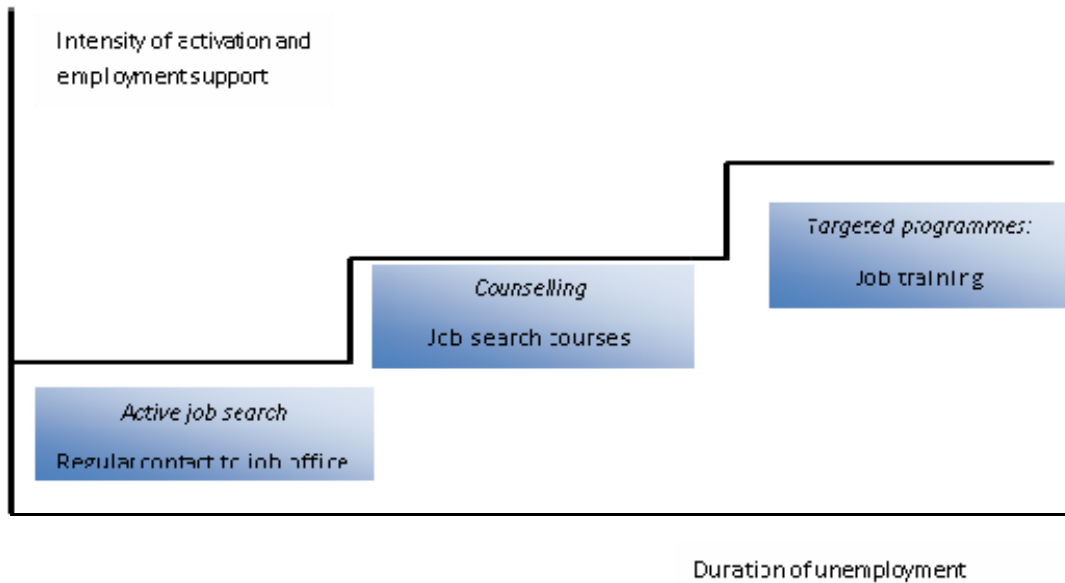 Intensity of activation and
employment support
Targeted programmes:
Job training
Counselling
Job search courses
Active job search
Regular contact to job office
Duration of unemployment